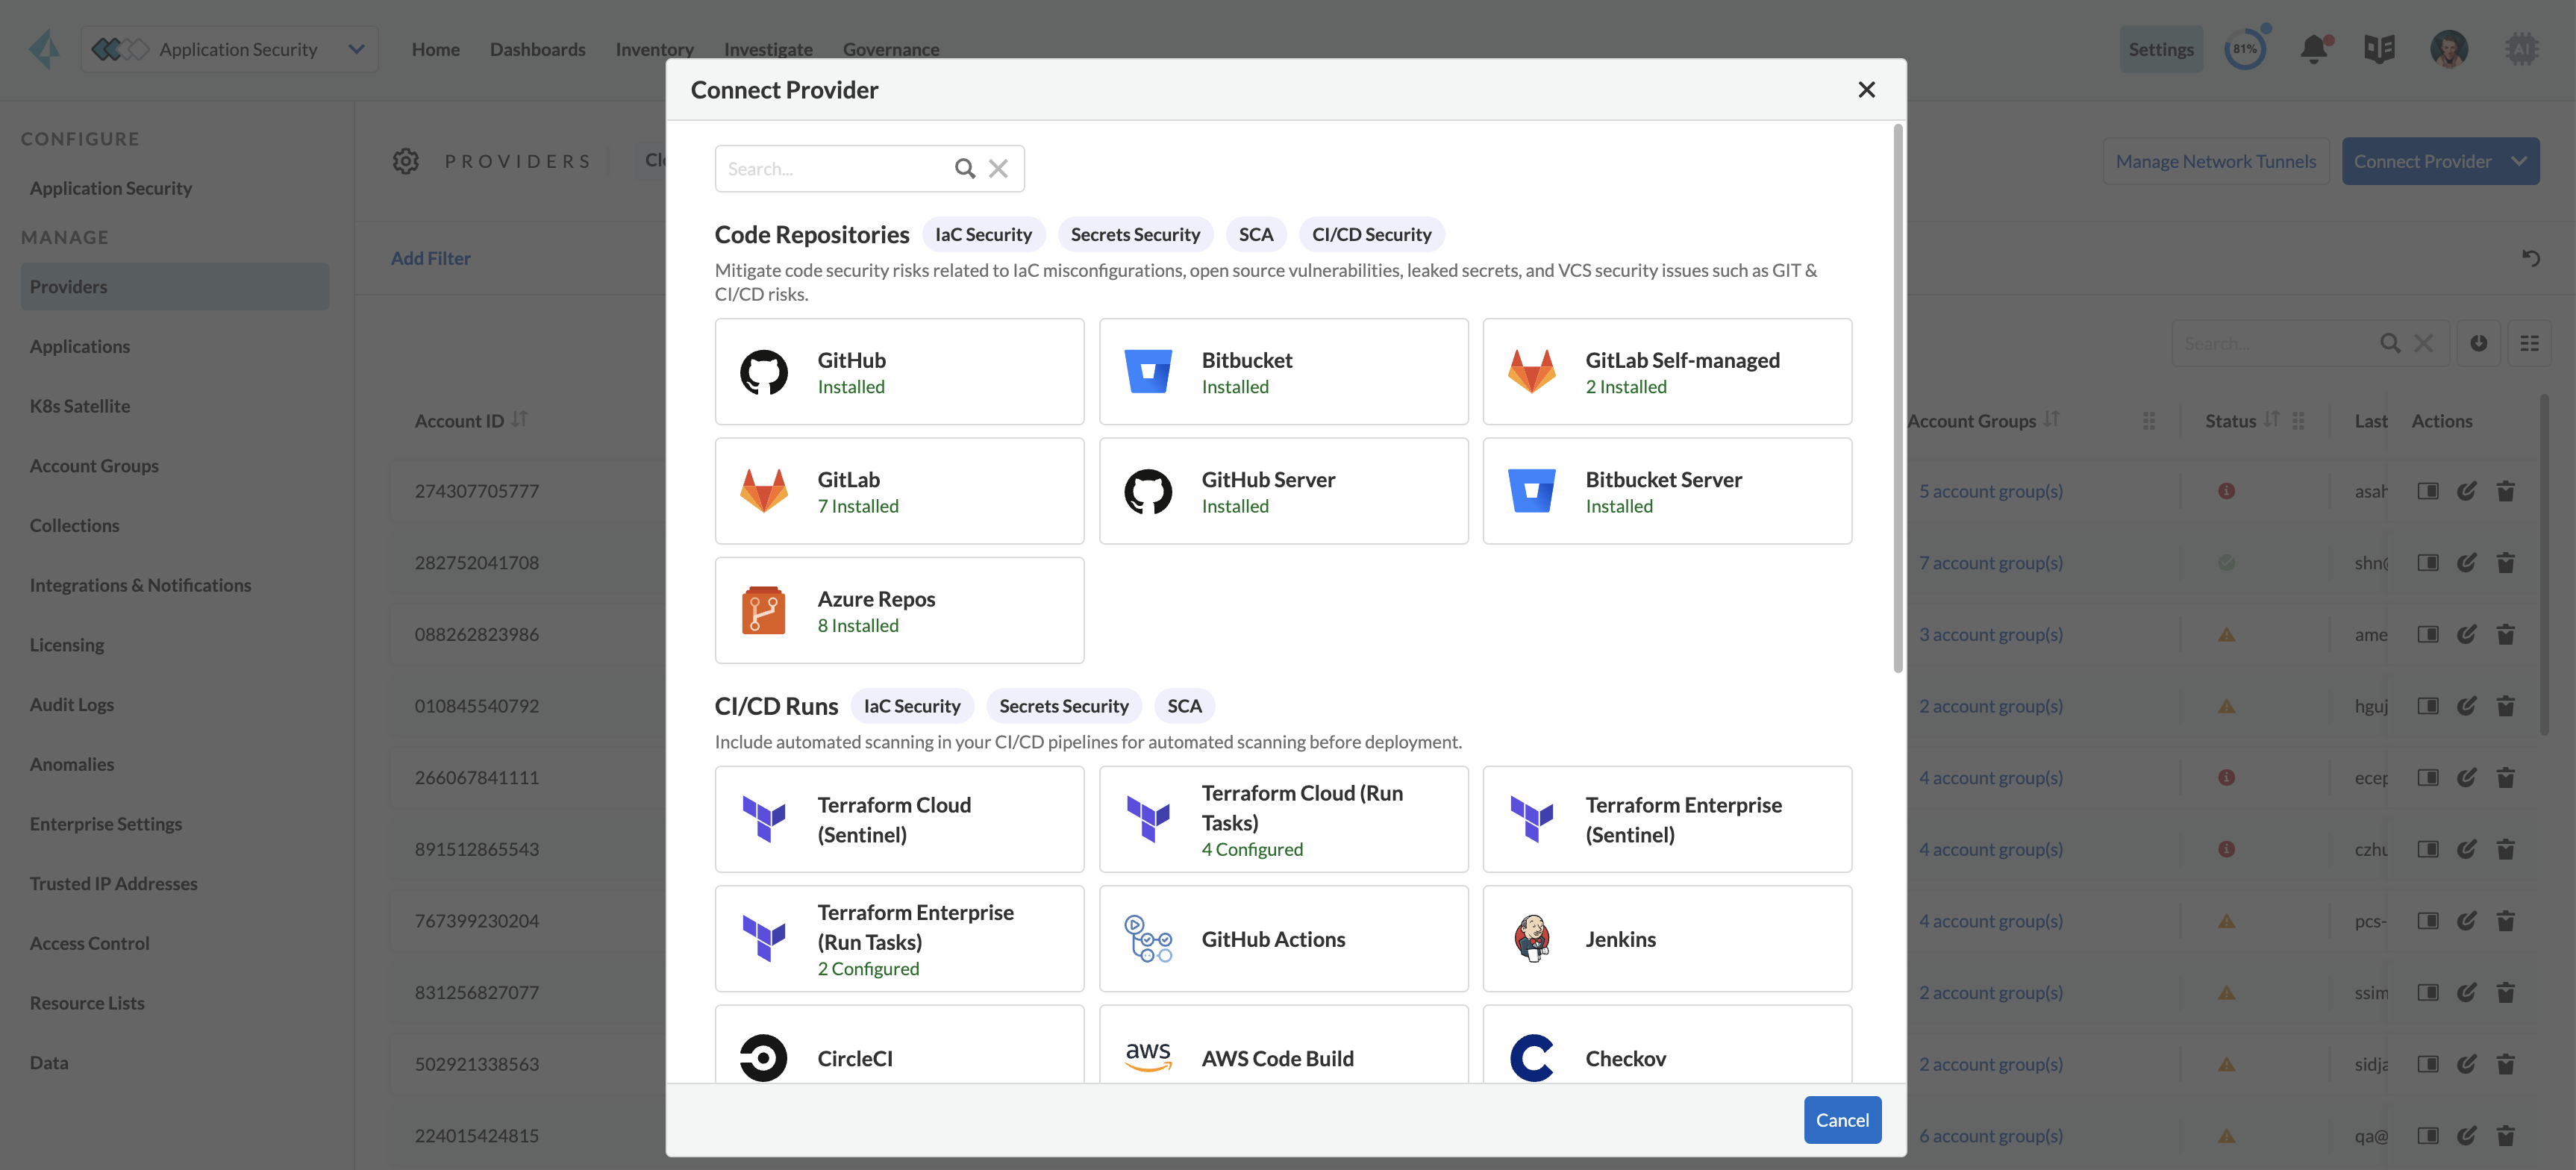 Application Security
Home
Dashboards
Inventory
Investigate
Governance
Settings
81%
AI
CONFIGURE
Application Security
MANAGE
Providers
Applications
K8s Satellite
Account Groups
Collections
Integrations & Notifications
Licensing
Audit Logs
Anomalies
Enterprise Settings
Trusted IP Addresses
Access Control
Resource Lists
Data
PROVIDERS
Clo
Manage Network Tunnels
Connect Provider
Add Filter
Search...
Account ID
Account Groups
Status
Last
Actions
274307705777
5 account group(s)
asah
282752041708
7 account group(s)
shn@
088262823986
3 account group(s)
ame
010845540792
2 account group(s)
hguj
266067841111
4 account group(s)
ecep
891512865543
4 account group(s)
czhu
767399230204
4 account group(s)
pcs-
831256827077
2 account group(s)
ssim
502921338563
2 account group(s)
sidja
224015424815
6 account group(s)
qa@
Connect Provider
Search...
Code Repositories
IaC Security
Secrets Security
SCA
CI/CD Security
Mitigate code security risks related to IaC misconfigurations, open source vulnerabilities, leaked secrets, and VCS security issues such as GIT &
CI/CD risks.
GitHub
Installed
Bitbucket
Installed
GitLab Self-managed
2 Installed
GitLab
7 Installed
GitHub Server
Installed
Bitbucket Server
Installed
Azure Repos
8 Installed
CI/CD Runs
IaC Security
Secrets Security
SCA
Include automated scanning in your CI/CD pipelines for automated scanning before deployment.
Terraform Cloud
(Sentinel)
Terraform Cloud (Run
Tasks)
4 Configured
Terraform Enterprise
(Sentinel)
Terraform Enterprise
(Run Tasks)
2 Configured
GitHub Actions
Jenkins
CircleCI
aws
AWS Code Build
Checkov
Cancel